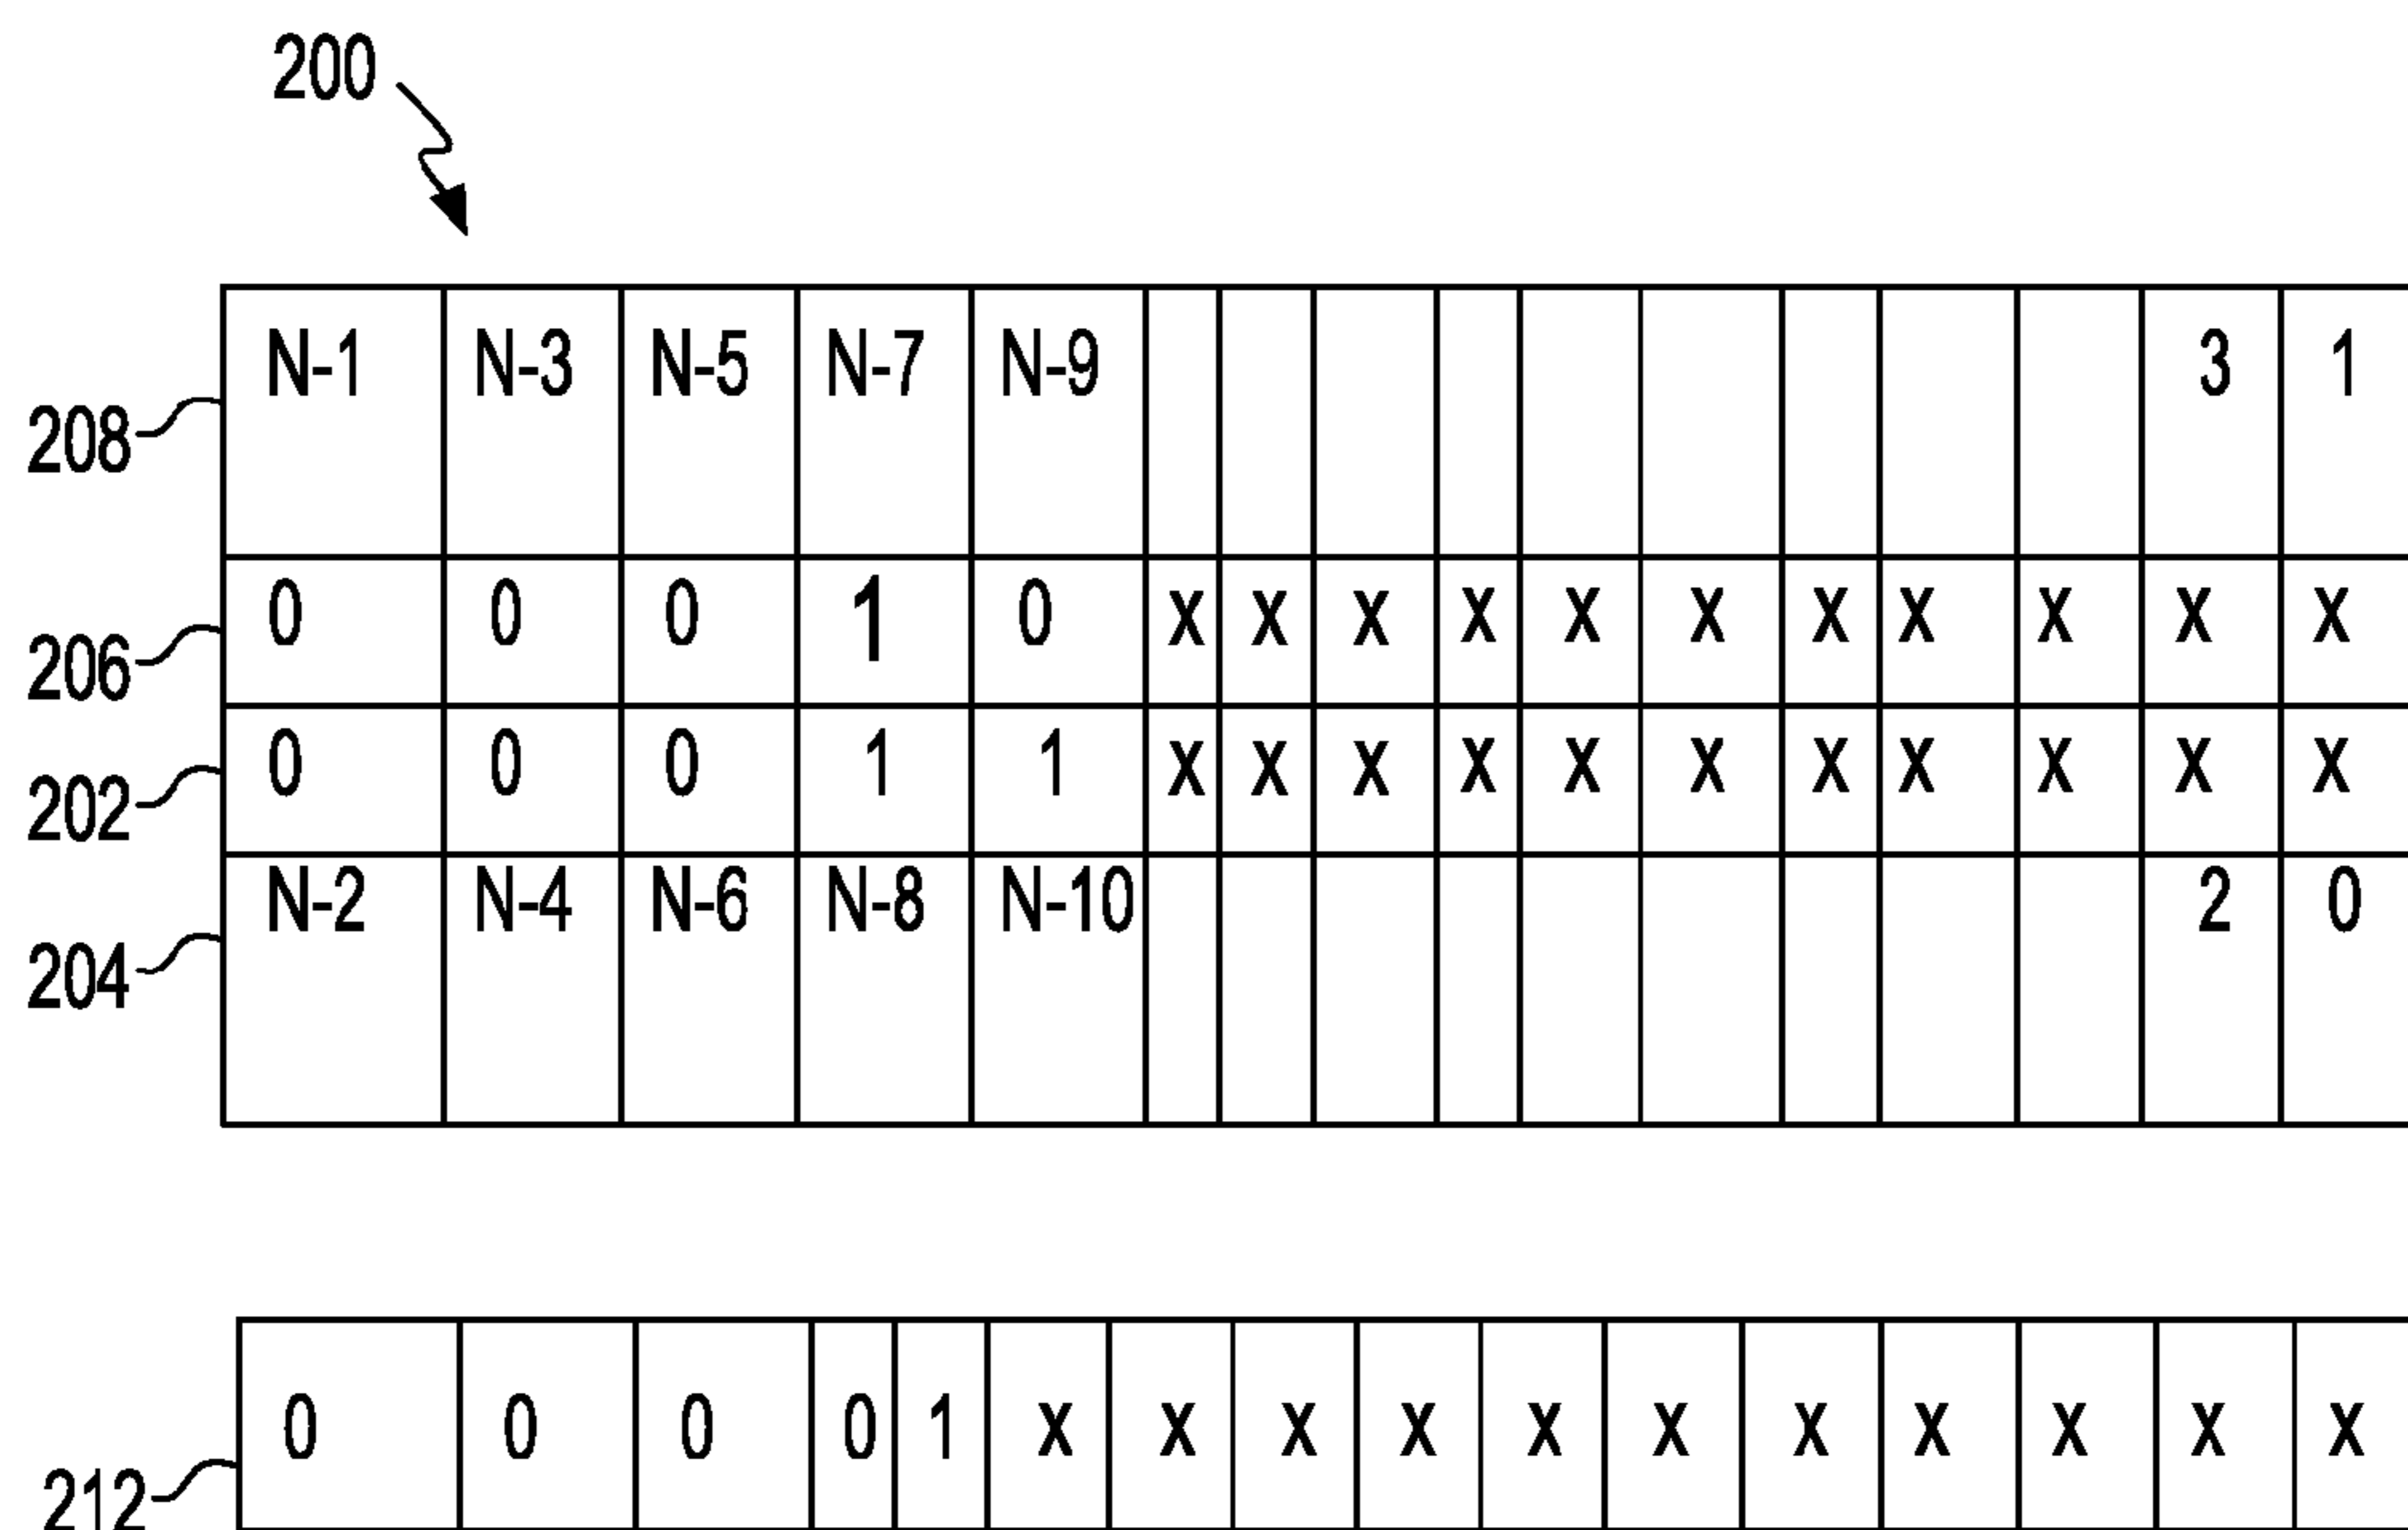 200
N-1 N-3 N-5 N-7 N-9 3 1
208
0 0 0 1 0 X X X X X X X X X X X
206
0 0 0 1 1 X X X X X X X X X X X
202
N-2 N-4 N-6 N-8 N-10 2 0
204
0 0 0 0 1 X X X X X X X X X X X
212